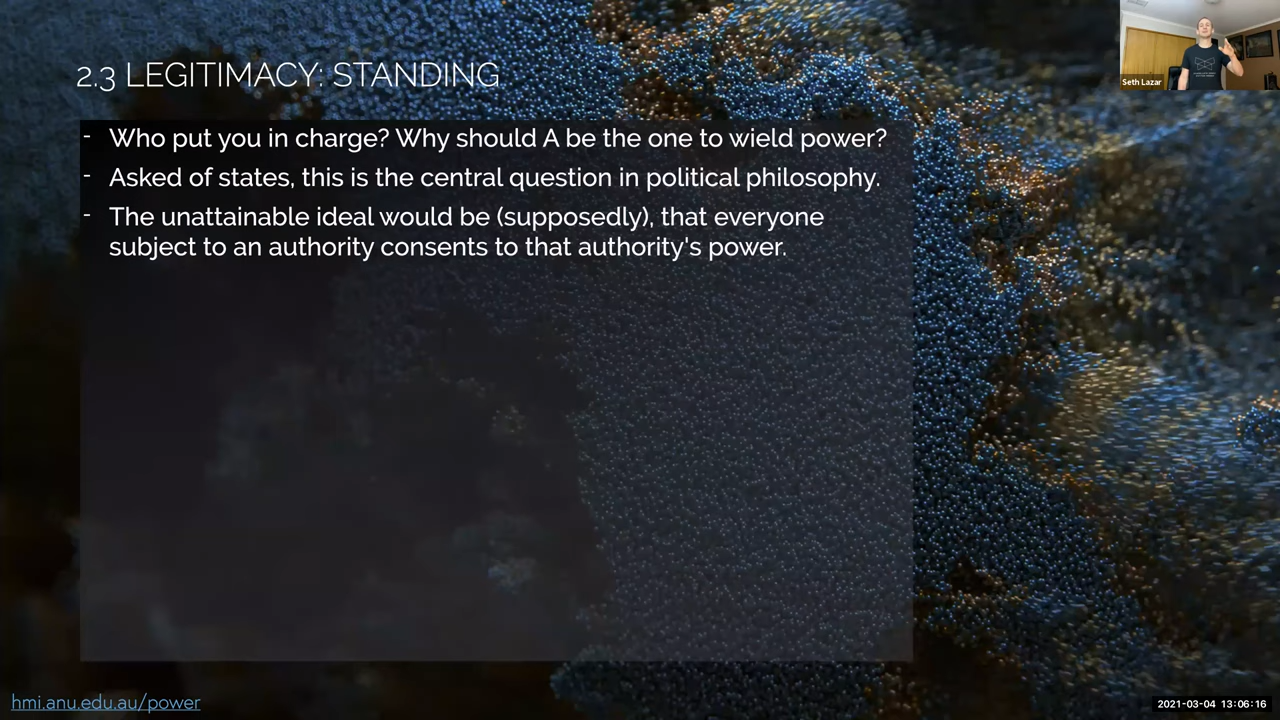 2.3 LEGITIMACY: STANDING
Seth Lazar
- Who put you in charge? Why should A be the one to wield power?
- Asked of states, this is the central question in political philosophy.
- The unattainable ideal would be (supposedly), that everyone
subject to an authority consents to that authority's power.
hmi.anu.edu.au/power
2021-03-04 13:06:16